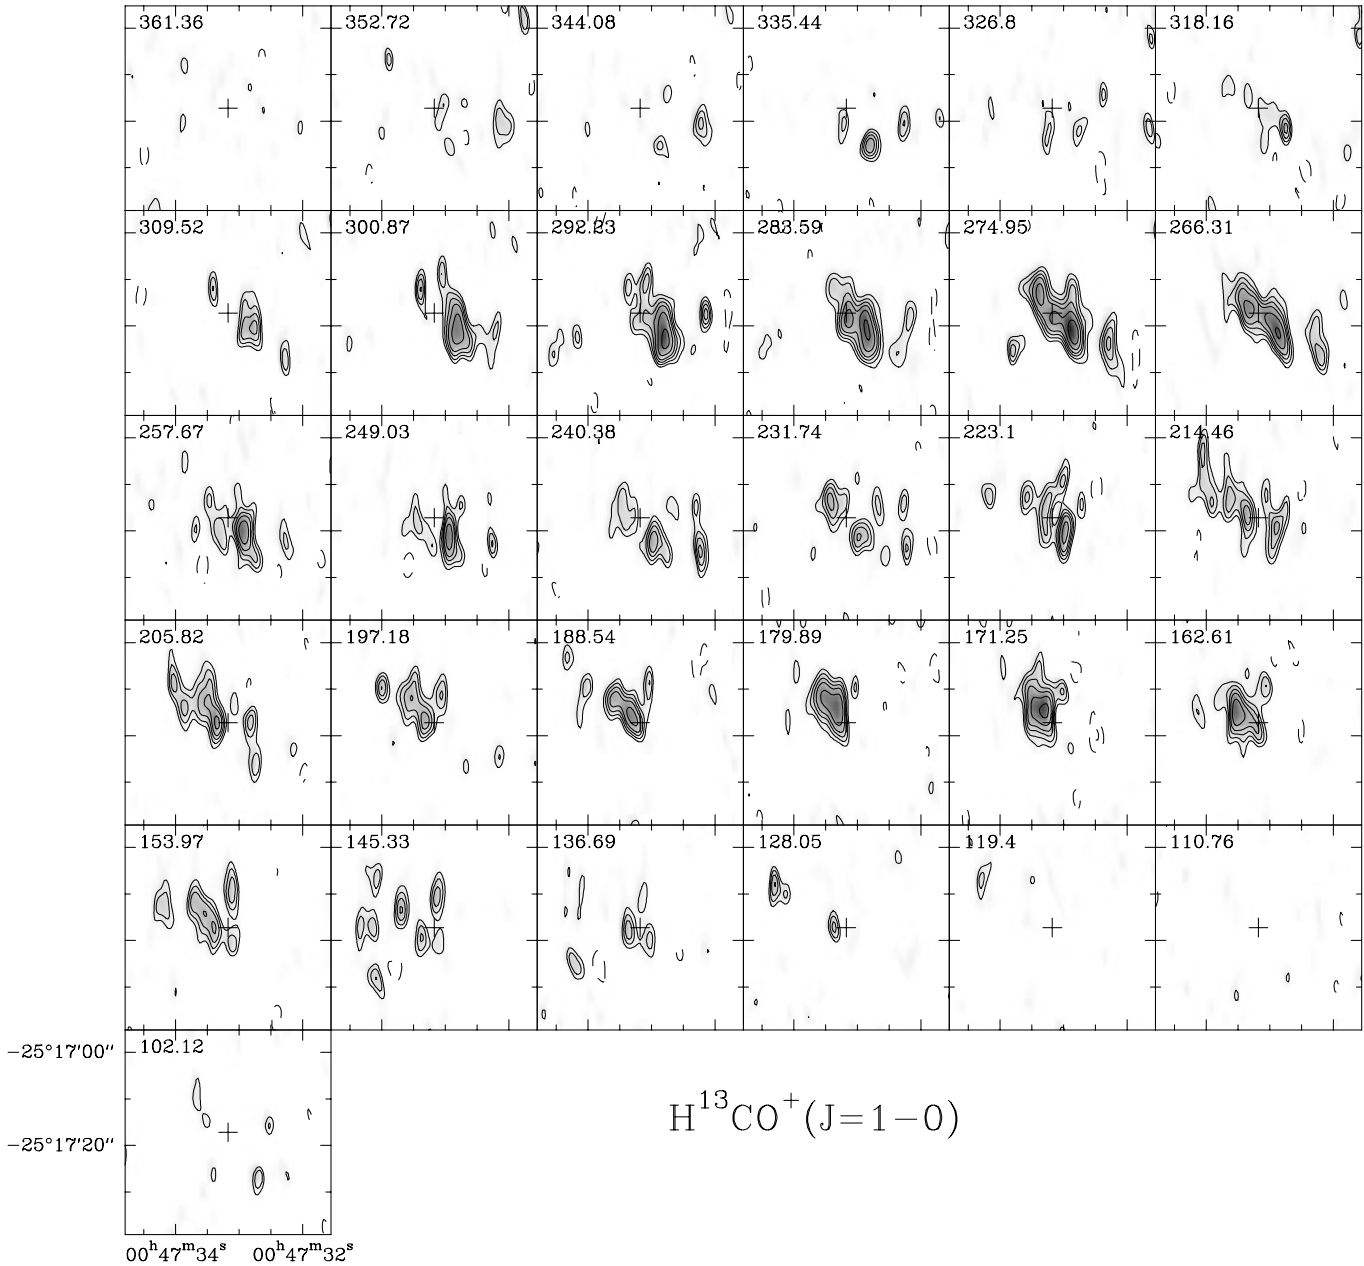 361.36 352.72 344.08 335.44 326.8 318.16
309.52 300.87 292.23 283.59 274.95 266.31
257.67 249.03 240.38 231.74 223.1 214.46
205.82 197.18 188.54 179.89 171.25 162.61
153.97 145.33 136.69 128.05 119.4 110.76
−25°17'00" 102.12
H¹³CO⁺(J=1−0)
−25°17'20"
00ʰ47ᵐ34ˢ 00ʰ47ᵐ32ˢ